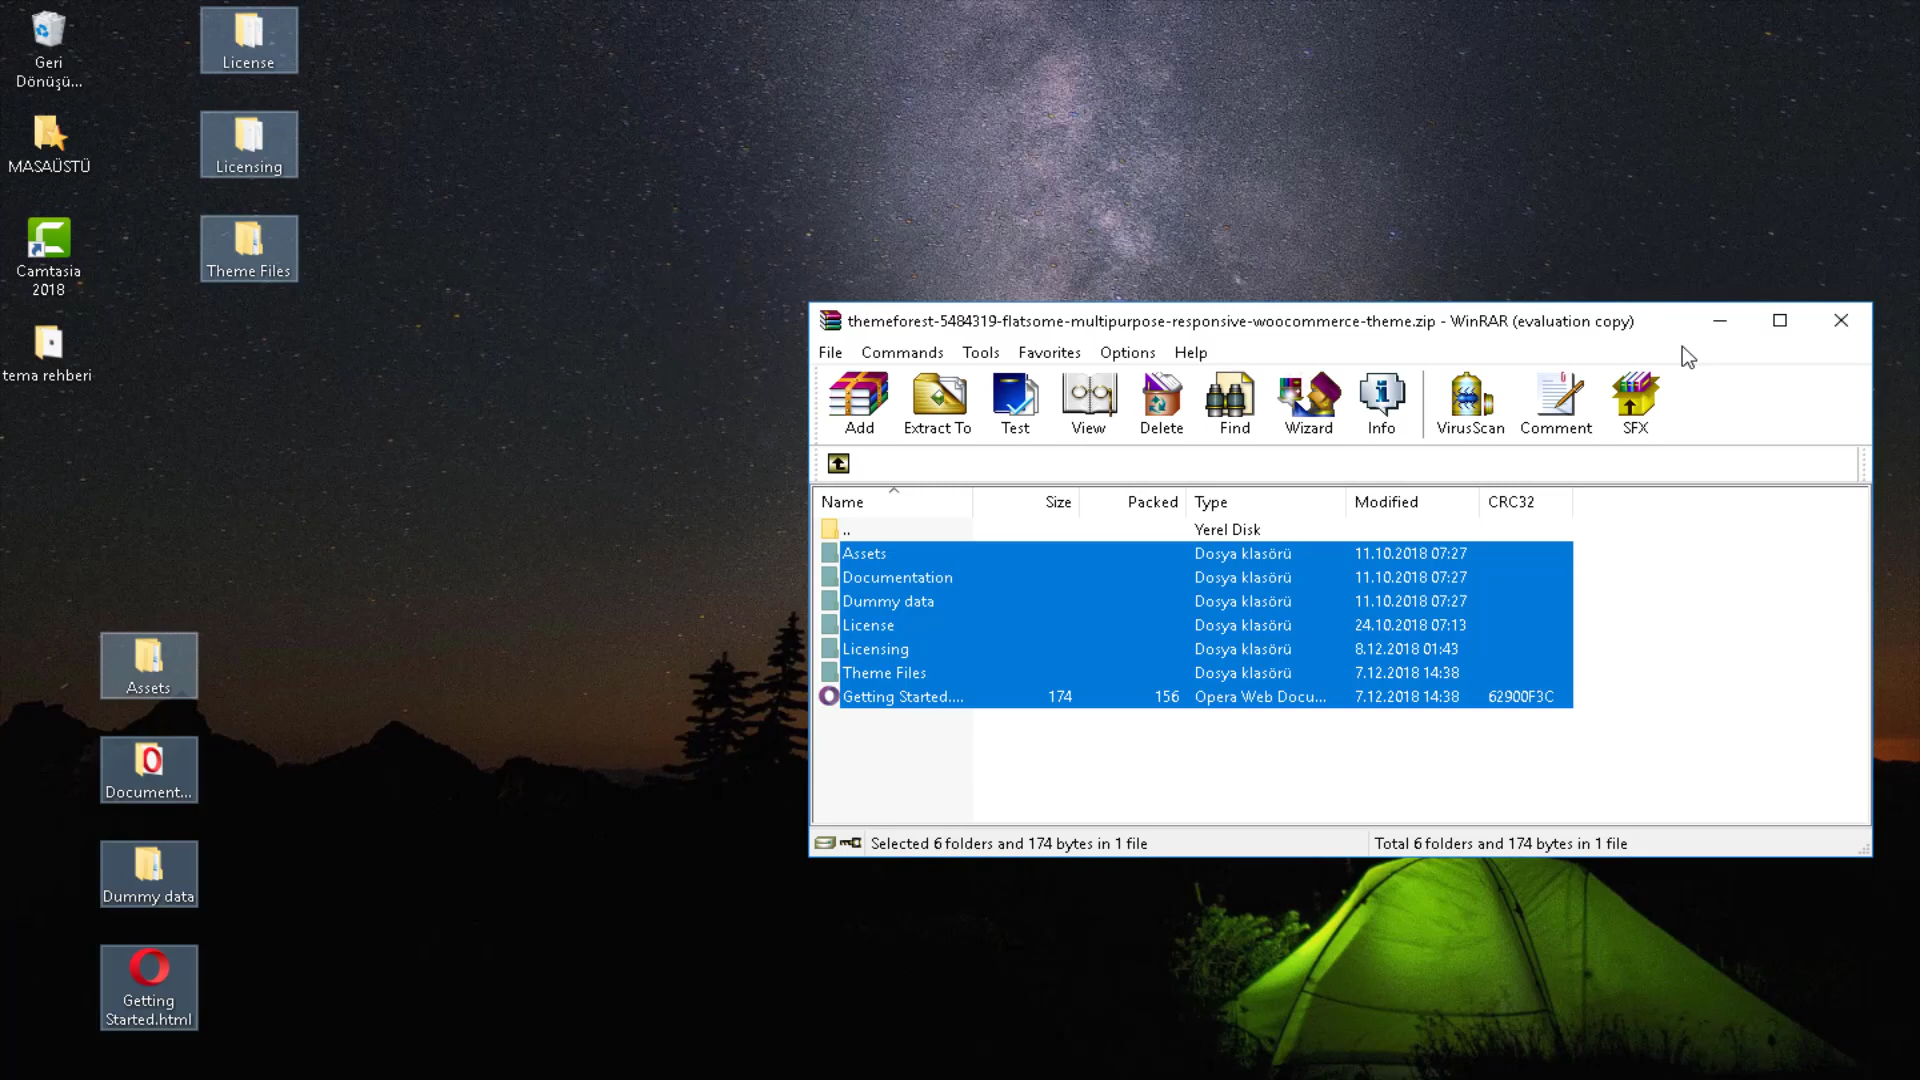 Geri
Dönüşü...
MASAÜSTÜ
Camtasia
2018
tema rehberi
License
Licensing
Theme Files
Assets
Document...
Dummy data
Getting
Started.html
themeforest-5484319-flatsome-multipurpose-responsive-woocommerce-theme.zip - WinRAR (evaluation copy)
File Commands Tools Favorites Options Help
Add Extract To Test View Delete Find Wizard Info VirusScan Comment SFX
Name Size Packed Type Modified CRC32
.. Yerel Disk
Assets Dosya klasörü 11.10.2018 07:27
Documentation Dosya klasörü 11.10.2018 07:27
Dummy data Dosya klasörü 11.10.2018 07:27
License Dosya klasörü 24.10.2018 07:13
Licensing Dosya klasörü 8.12.2018 01:43
Theme Files Dosya klasörü 7.12.2018 14:38
Getting Started.... 174 156 Opera Web Docu... 7.12.2018 14:38 62900F3C
Selected 6 folders and 174 bytes in 1 file Total 6 folders and 174 bytes in 1 file